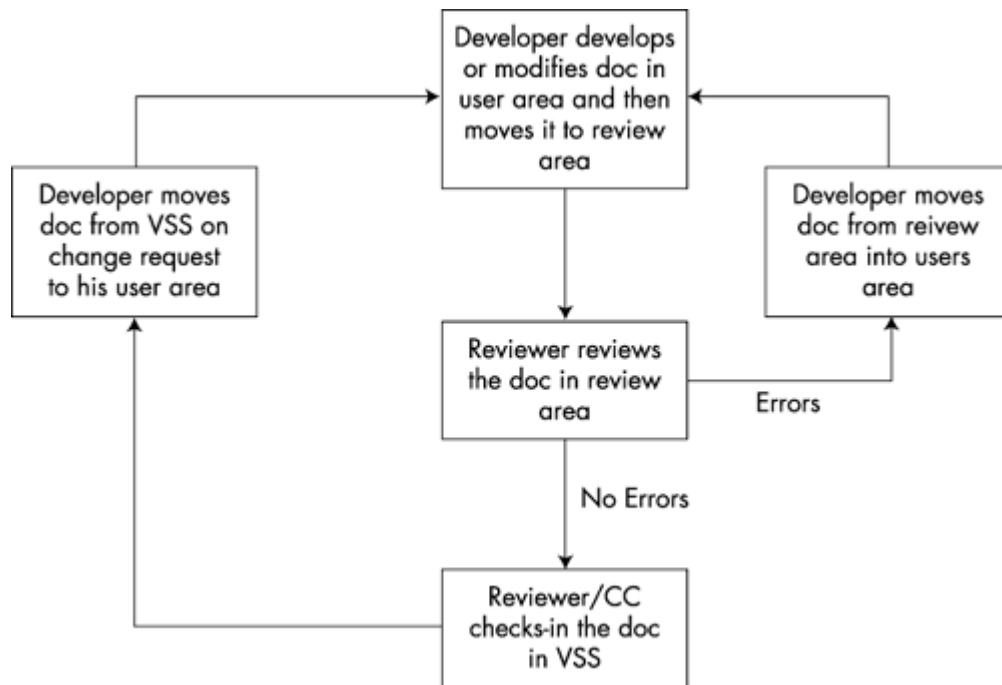 Developer develops
or modifies doc in
user area and then
moves it to review
area
Developer moves
doc from VSS on
change request
to his user area
Developer moves
doc from reivew
area into users
area
Reviewer reviews
the doc in review
area
Errors
No Errors
Reviewer/CC
checks-in the doc
in VSS